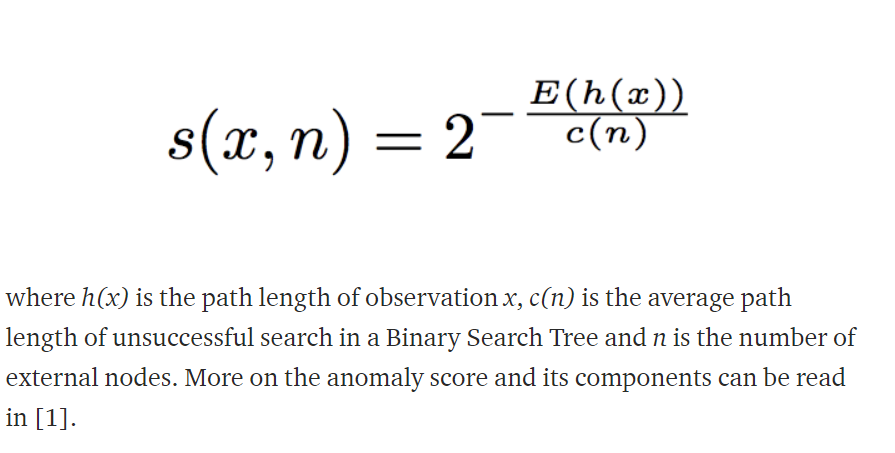 s(x, n) = 2^{-\frac{E(h(x))}{c(n)}}
where h(x) is the path length of observation x, c(n) is the average path
length of unsuccessful search in a Binary Search Tree and n is the number of
external nodes. More on the anomaly score and its components can be read
in [1].